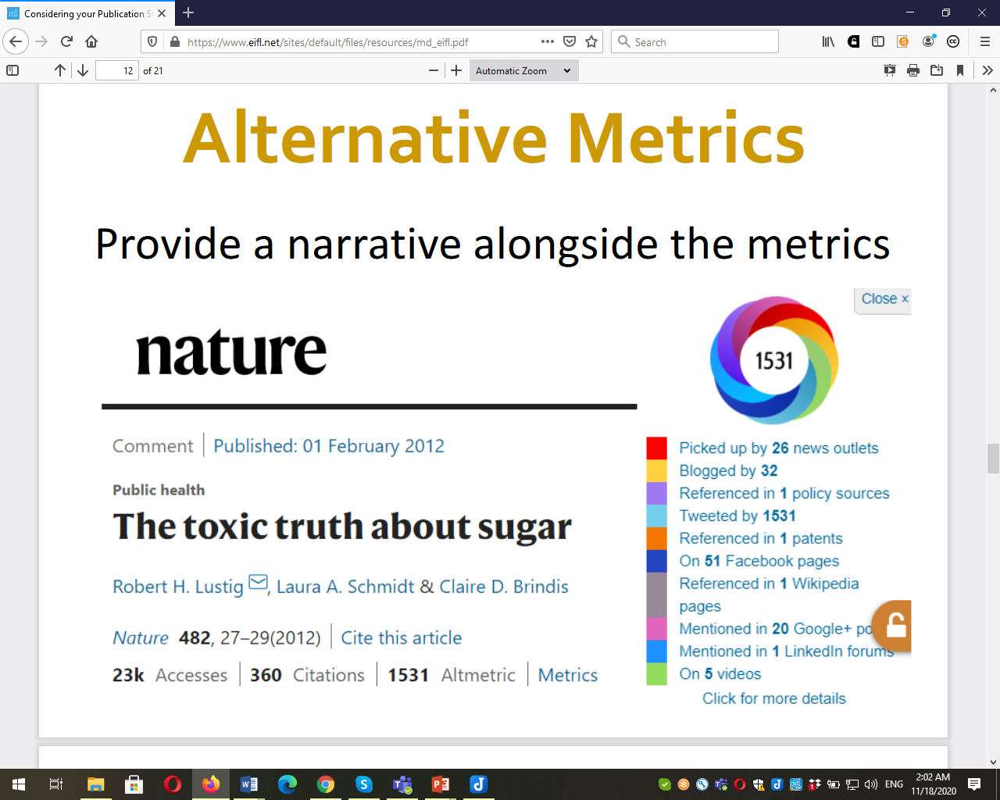 Considering your Publication S
https://www.eifl.net/sites/default/files/resources/md_eifl.pdf
Search
12 of 21
Automatic Zoom
Alternative Metrics
Provide a narrative alongside the metrics
Close x
nature
1531
Comment Published: 01 February 2012
Public health
The toxic truth about sugar
Robert H. Lustig, Laura A. Schmidt & Claire D. Brindis
Nature 482, 27–29(2012) Cite this article
23k Accesses 360 Citations 1531 Altmetric Metrics
Picked up by 26 news outlets
Blogged by 32
Referenced in 1 policy sources
Tweeted by 1531
Referenced in 1 patents
On 51 Facebook pages
Referenced in 1 Wikipedia
pages
Mentioned in 20 Google+ po
Mentioned in 1 LinkedIn forums
On 5 videos
Click for more details
ENG
2:02 AM
11/18/2020